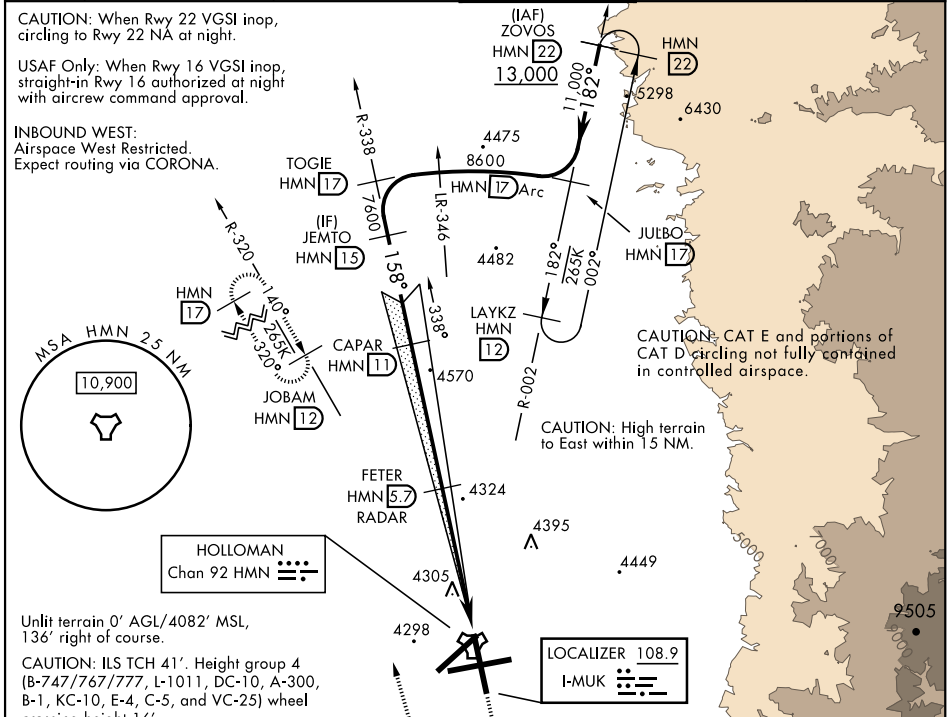 CAUTION: When Rwy 22 VGSI inop,
circling to Rwy 22 NA at night.
USAF Only: When Rwy 16 VGSI inop,
straight-in Rwy 16 authorized at night
with aircrew command approval.
INBOUND WEST:
Airspace West Restricted.
Expect routing via CORONA.
(IAF)
ZOVOS
HMN 22
13,000
HMN
22
11,000
182°
5298
6430
R-338
4475
8600
TOGIE
HMN 17
HMN 17 Arc
7600
LR-346
(IF)
JEMTO
HMN 15
158°
4482
182°
265K
002°
JULBO
HMN 17
R-320
HMN
17
140°
265K
320°
JOBAM
HMN 12
338°
LAYKZ
HMN
12
R-002
CAPAR
HMN 11
4570
MSA HMN 25 NM
10,900
CAUTION: CAT E and portions of
CAT D circling not fully contained
in controlled airspace.
CAUTION: High terrain
to East within 15 NM.
FETER
HMN 5.7
RADAR
4324
4395
4449
5000
HOLLOMAN
Chan 92 HMN
4305
4298
9505
Unlit terrain 0' AGL/4082' MSL,
136' right of course.
LOCALIZER 108.9
I-MUK
CAUTION: ILS TCH 41'. Height group 4
(B-747/767/777, L-1011, DC-10, A-300,
B-1, KC-10, E-4, C-5, and VC-25) wheel